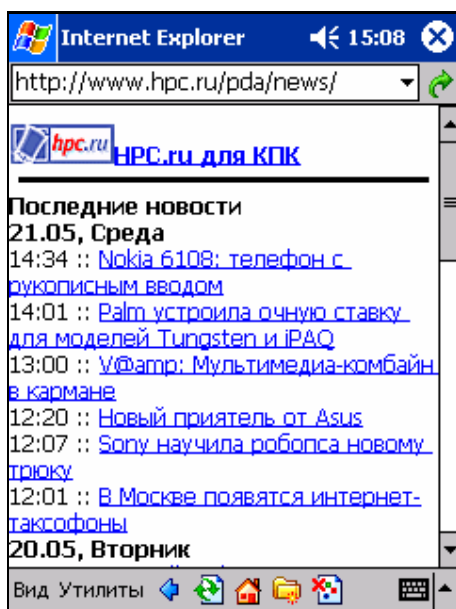 Internet Explorer 15:08
http://www.hpc.ru/pda/news/
hpc.ru HPC.ru для КПК
Последние новости
21.05, Среда
14:34 :: Nokia 6108: телефон с
рукописным вводом
14:01 :: Palm устроила очную ставку
для моделей Tungsten и iPAQ
13:00 :: V@amp: Мультимедиа-комбайн
в кармане
12:20 :: Новый приятель от Asus
12:07 :: Sony научила робопса новому
трюку
12:01 :: В Москве появятся интернет-
таксофоны
20.05, Вторник
Вид Утилиты